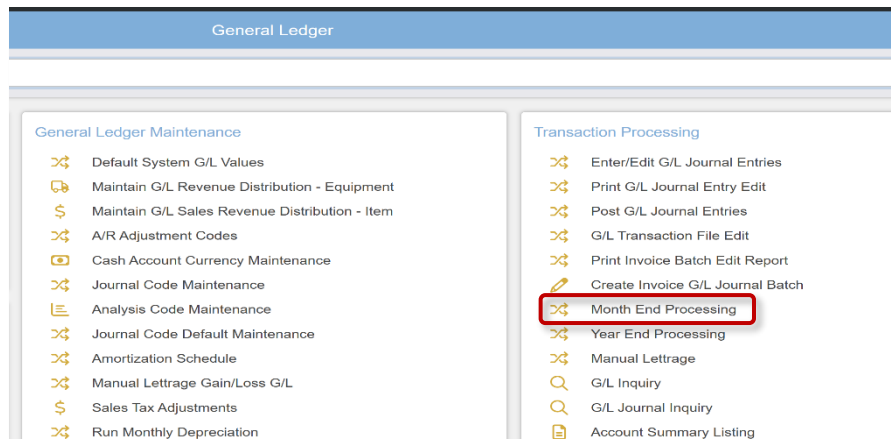 General Ledger
General Ledger Maintenance
Default System G/L Values
Maintain G/L Revenue Distribution - Equipment
Maintain G/L Sales Revenue Distribution - Item
A/R Adjustment Codes
Cash Account Currency Maintenance
Journal Code Maintenance
Analysis Code Maintenance
Journal Code Default Maintenance
Amortization Schedule
Manual Lettrage Gain/Loss G/L
Sales Tax Adjustments
Run Monthly Depreciation
Transaction Processing
Enter/Edit G/L Journal Entries
Print G/L Journal Entry Edit
Post G/L Journal Entries
G/L Transaction File Edit
Print Invoice Batch Edit Report
Create Invoice G/L Journal Batch
Month End Processing
Year End Processing
Manual Lettrage
G/L Inquiry
G/L Journal Inquiry
Account Summary Listing